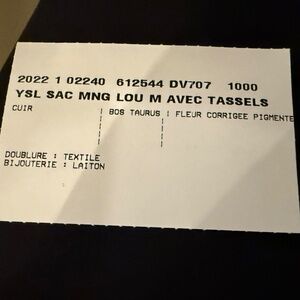 2022 1 02240 612544 DV707 1000
YSL SAC MNG LOU M AVEC TASSELS
CUIR | BOS TAURUS | FLEUR CORRIGEE PIGMENTE
DOUBLURE : TEXTILE
BIJOUTERIE : LAITON